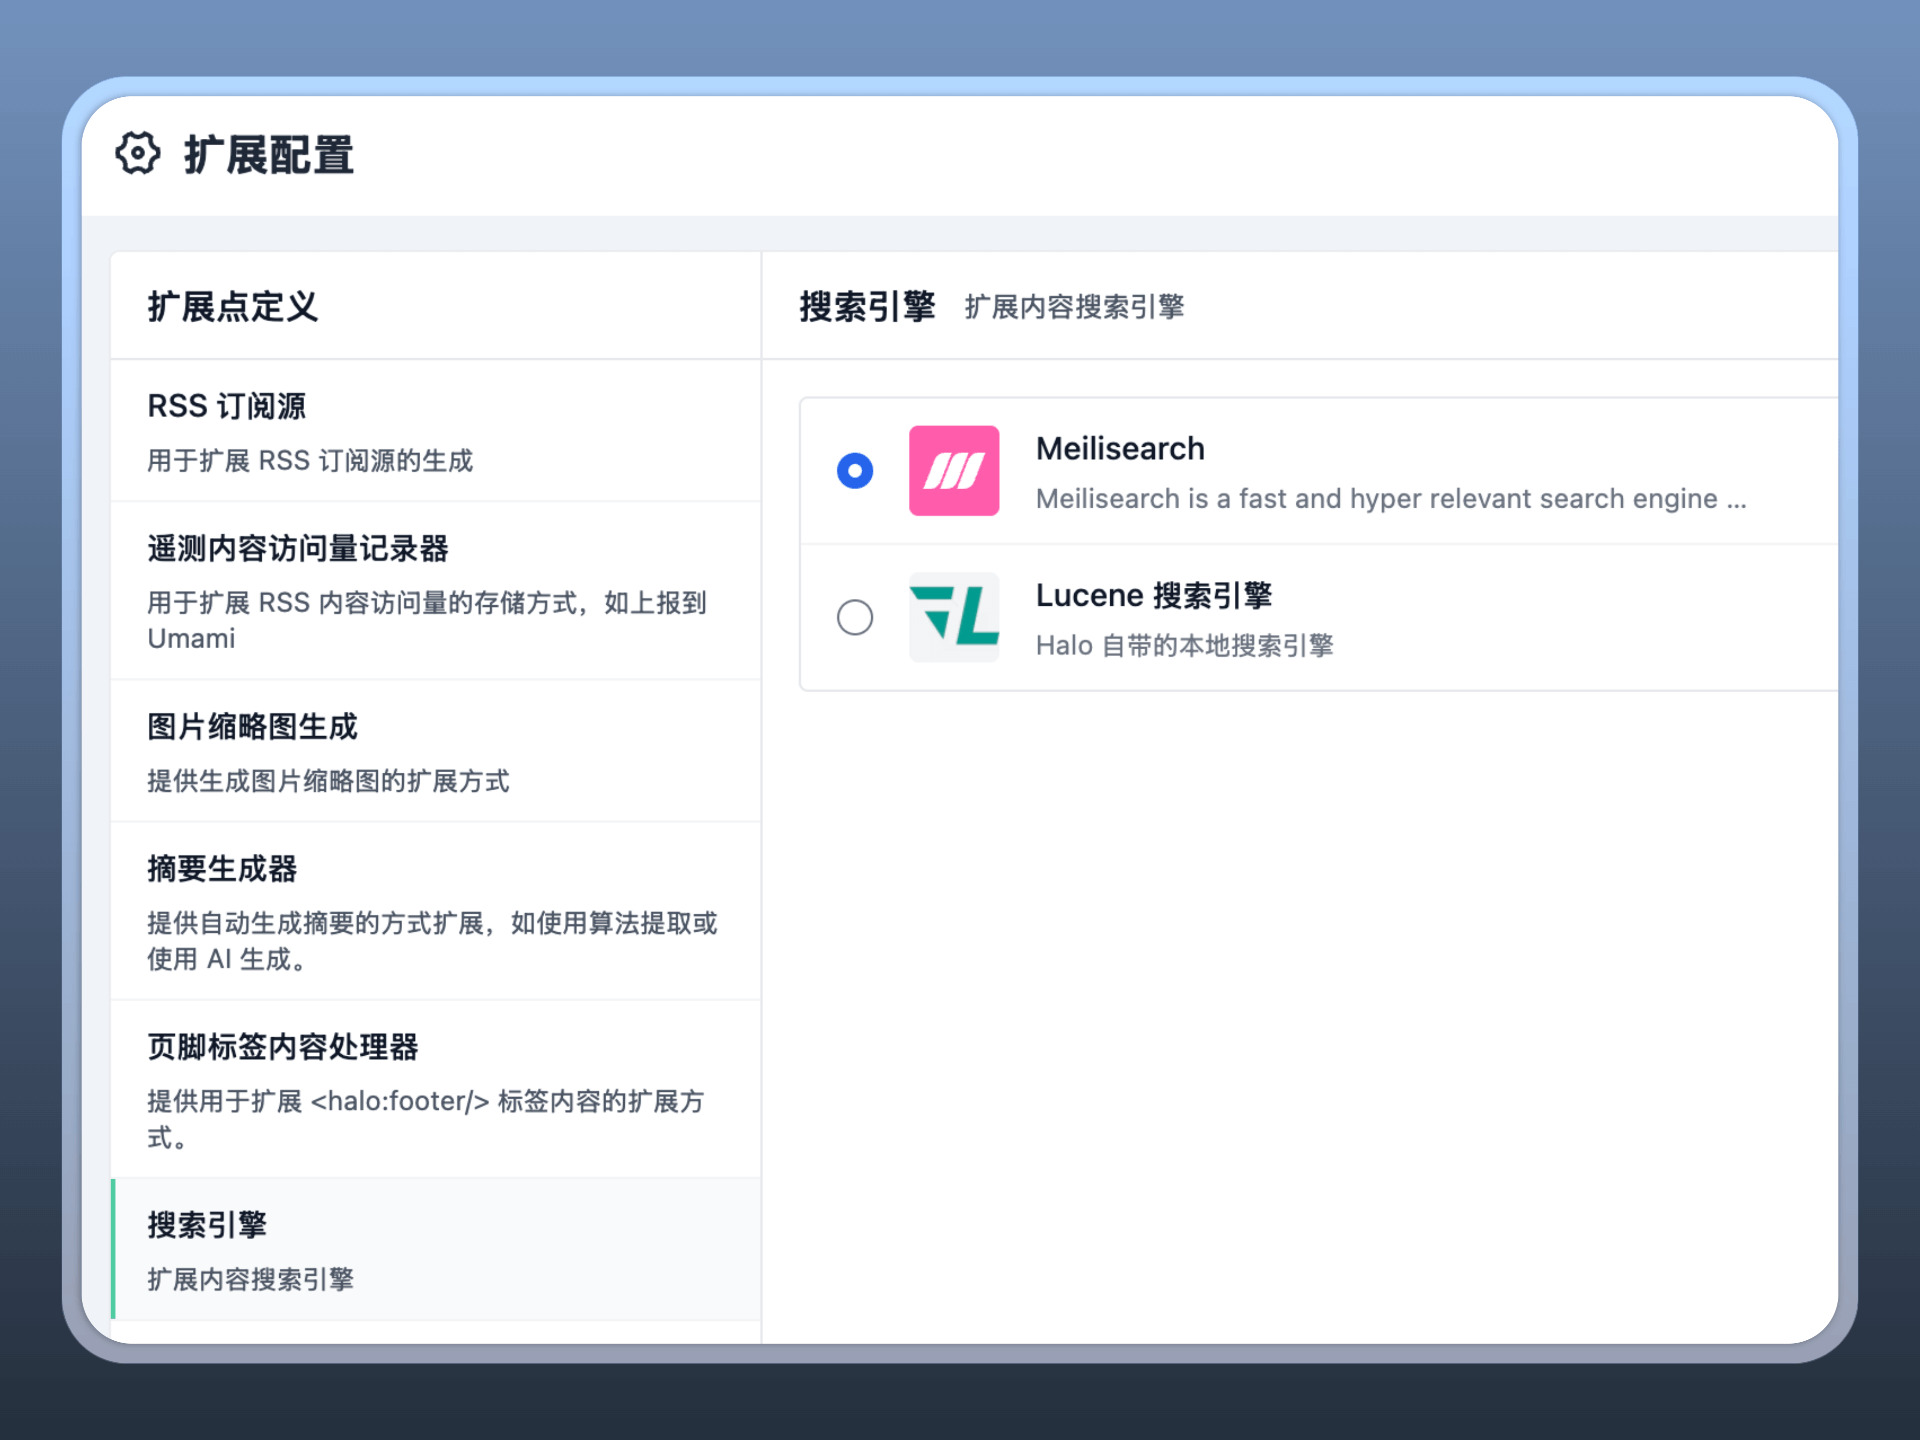 扩展配置
扩展点定义
RSS 订阅源
用于扩展 RSS 订阅源的生成
遥测内容访问量记录器
用于扩展 RSS 内容访问量的存储方式，如上报到
Umami
图片缩略图生成
提供生成图片缩略图的扩展方式
摘要生成器
提供自动生成摘要的方式扩展，如使用算法提取或
使用 AI 生成。
页脚标签内容处理器
提供用于扩展 <halo:footer/> 标签内容的扩展方
式。
搜索引擎
扩展内容搜索引擎
搜索引擎 扩展内容搜索引擎
Meilisearch
Meilisearch is a fast and hyper relevant search engine ...
Lucene 搜索引擎
Halo 自带的本地搜索引擎